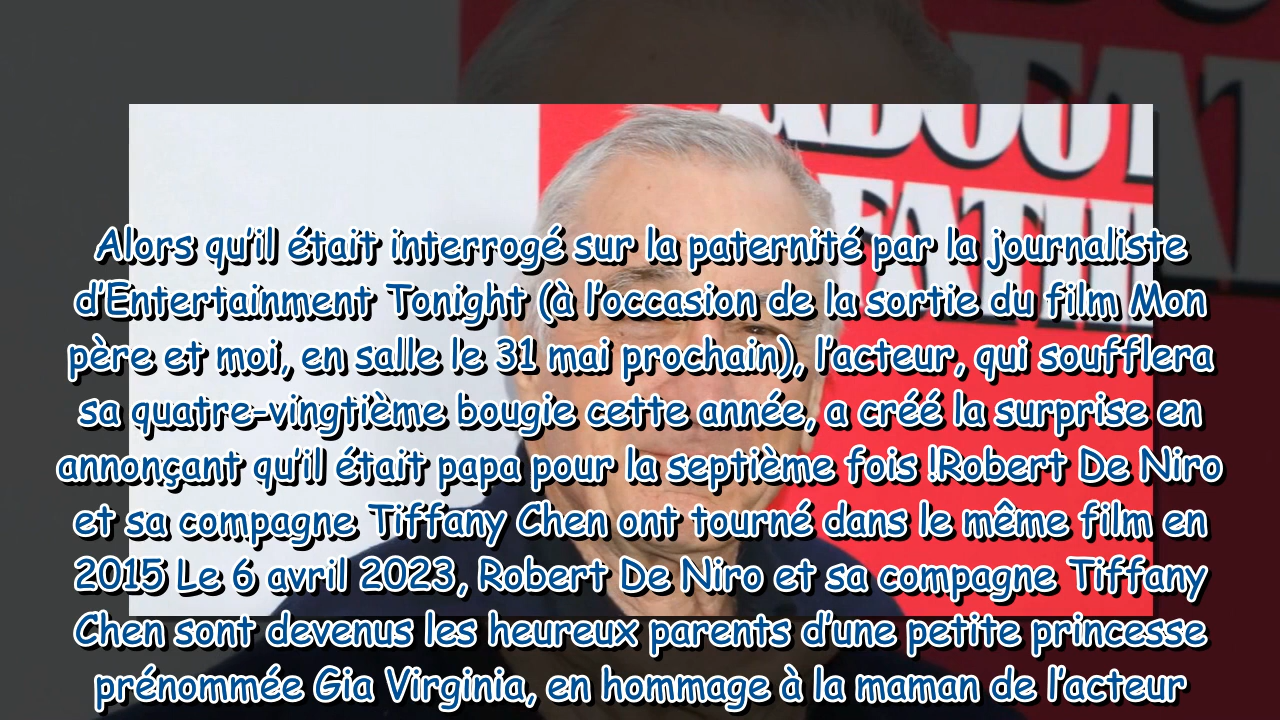 ABOUT
FATH
Alors qu'il était interrogé sur la paternité par la journaliste
d'Entertainment Tonight (à l'occasion de la sortie du film Mon
père et moi, en salle le 31 mai prochain), l'acteur, qui soufflera
sa quatre-vingtième bougie cette année, a créé la surprise en
annonçant qu'il était papa pour la septième fois !Robert De Niro
et sa compagne Tiffany Chen ont tourné dans le même film en
2015 Le 6 avril 2023, Robert De Niro et sa compagne Tiffany
Chen sont devenus les heureux parents d'une petite princesse
prénommée Gia Virginia, en hommage à la maman de l'acteur